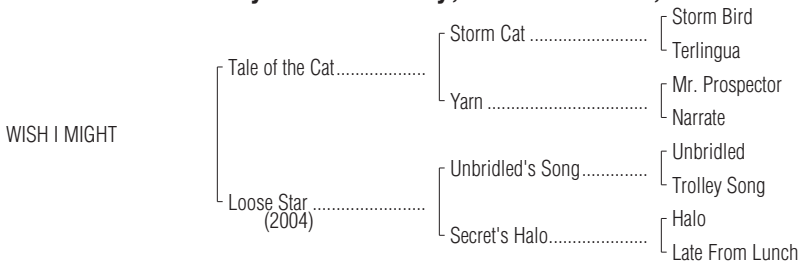 Storm Bird
Storm Cat ..............................
Terlingua
Tale of the Cat...................
Mr. Prospector
Yarn ..................................
Narrate
WISH I MIGHT
Unbridled
Unbridled's Song..............
Trolley Song
Loose Star ........................
(2004)
Halo
Secret's Halo.....................
Late From Lunch